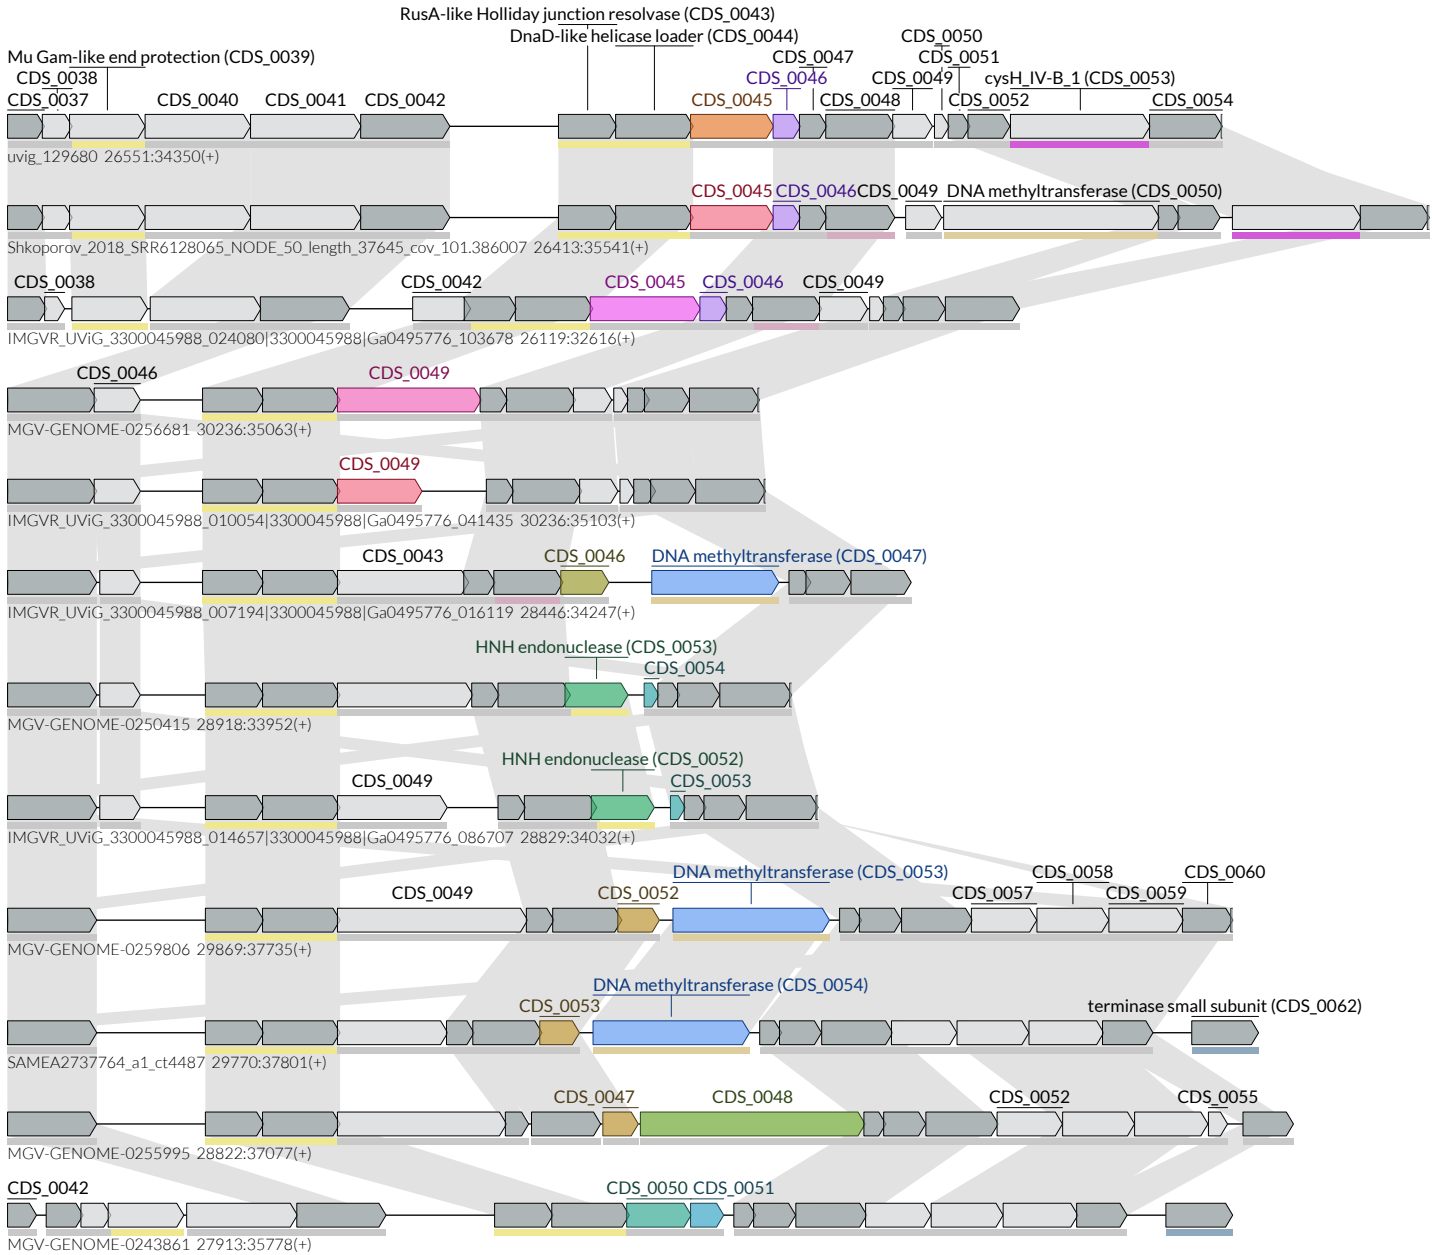 RusA-like Holliday junction resolvase (CDS_0043)
DnaD-like helicase loader (CDS_0044)
CDS_0050
Mu Gam-like end protection (CDS_0039)
CDS_0047
CDS_0051
CDS_0038
CDS_0046
CDS_0049
cysH_IV-B_1 (CDS_0053)
CDS_0037
CDS_0040
CDS_0041
CDS_0042
CDS_0045
CDS_0048
CDS_0052
CDS_0054
uvig_129680 26551:34350(+)
CDS_0045
CDS_0046
CDS_0049
DNA methyltransferase (CDS_0050)
Shkoporov_2018_SRR6128065_NODE_50_length_37645_cov_101.386007 26413:35541(+)
CDS_0038
CDS_0042
CDS_0045
CDS_0046
CDS_0049
IMGVR_UViG_3300045988_024080|3300045988|Ga0495776_103678 26119:32616(+)
CDS_0046
CDS_0049
MGV-GENOME-0256681 30236:35063(+)
CDS_0049
IMGVR_UViG_3300045988_010054|3300045988|Ga0495776_041435 30236:35103(+)
CDS_0043
CDS_0046
DNA methyltransferase (CDS_0047)
IMGVR_UViG_3300045988_007194|3300045988|Ga0495776_016119 28446:34247(+)
HNH endonuclease (CDS_0053)
CDS_0054
MGV-GENOME-0250415 28918:33952(+)
HNH endonuclease (CDS_0052)
CDS_0049
CDS_0053
IMGVR_UViG_3300045988_014657|3300045988|Ga0495776_086707 28829:34032(+)
DNA methyltransferase (CDS_0053)
CDS_0058
CDS_0049
CDS_0052
CDS_0057
CDS_0059
CDS_0060
MGV-GENOME-0259806 29869:37735(+)
DNA methyltransferase (CDS_0054)
CDS_0053
terminase small subunit (CDS_0062)
SAMEA2737764_a1_ct4487 29770:37801(+)
CDS_0047
CDS_0048
CDS_0052
CDS_0055
MGV-GENOME-0255995 28822:37077(+)
CDS_0042
CDS_0050
CDS_0051
MGV-GENOME-0243861 27913:35778(+)